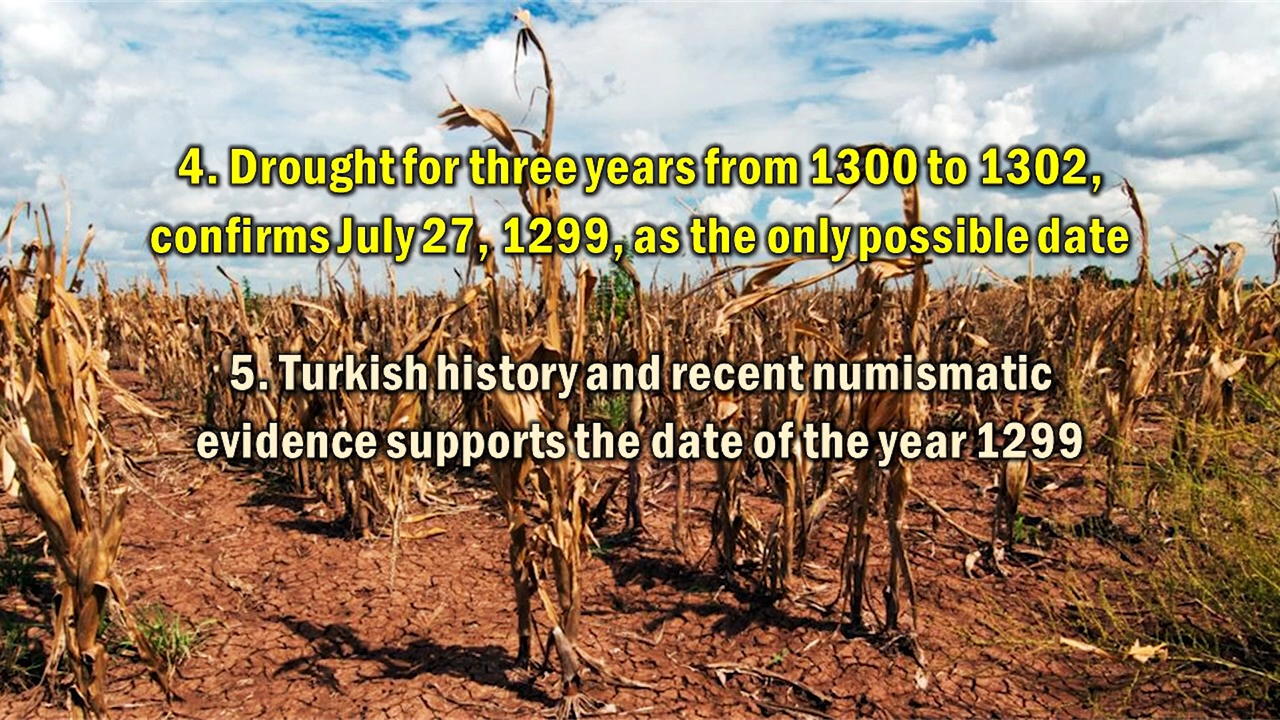 4. Drought for three years from 1300 to 1302,
confirms July 27, 1299, as the only possible date
5. Turkish history and recent numismatic
evidence supports the date of the year 1299